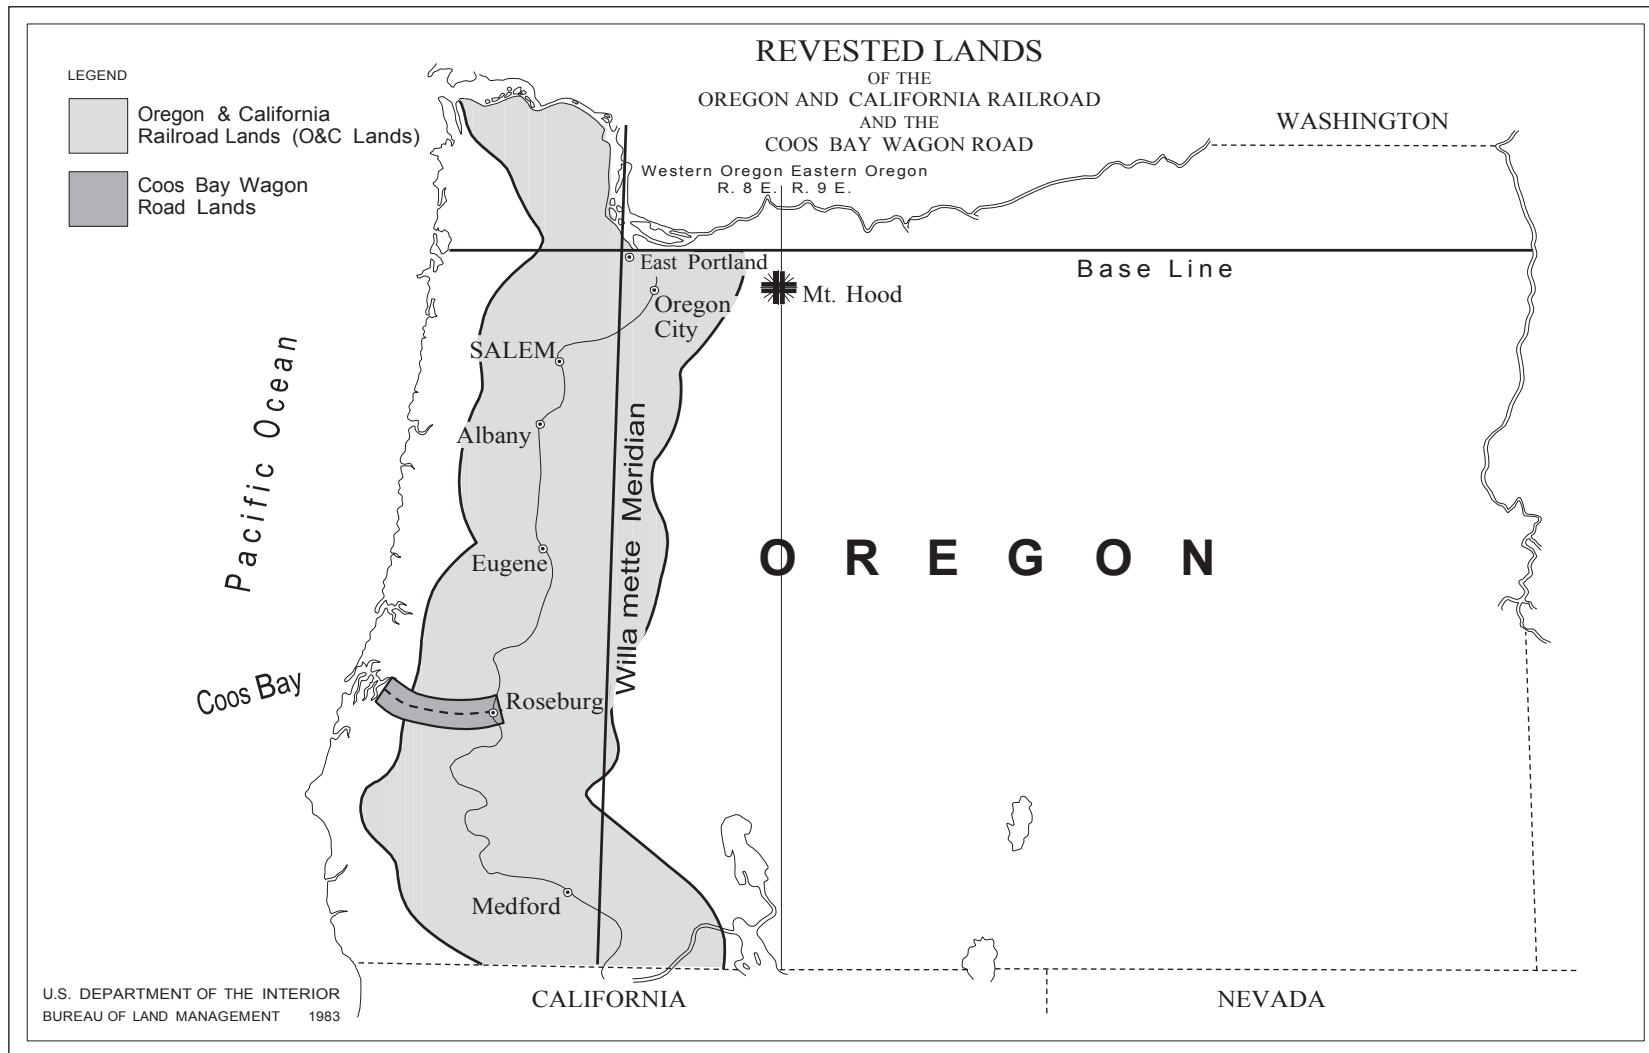 REVESTED LANDS
OF THE
OREGON AND CALIFORNIA RAILROAD
AND THE
COOS BAY WAGON ROAD
LEGEND
Oregon & California
Railroad Lands (O&C Lands)
Coos Bay Wagon
Road Lands
WASHINGTON
Western Oregon Eastern Oregon
R. 8 E. R. 9 E.
East Portland
Base Line
Mt. Hood
Oregon
City
SALEM
Pacific Ocean
Albany
Willa mette Meridian
OREGON
Eugene
Coos Bay
Roseburg
Medford
U.S. DEPARTMENT OF THE INTERIOR
BUREAU OF LAND MANAGEMENT 1983
CALIFORNIA
NEVADA